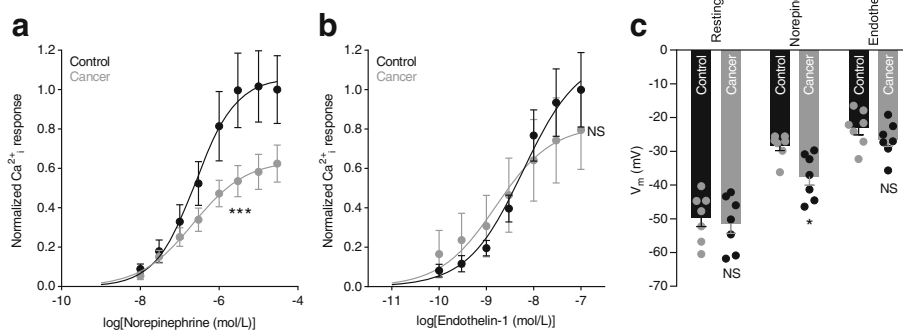 a
1.2
1.0
0.8
0.6
0.4
0.2
0.0
Normalized Ca²⁺ᵢ response
Control
Cancer
***
-10
-8
-6
-4
log[Norepinephrine (mol/L)]
b
1.2
1.0
0.8
0.6
0.4
0.2
0.0
Normalized Ca²⁺ᵢ response
Control
Cancer
NS
-11
-10
-9
-8
-7
log[Endothelin-1 (mol/L)]
c
Resting
Norepine
Endothel
0
-10
-20
-30
-40
-50
-60
-70
Vₘ (mV)
Control
Cancer
Control
Cancer
Control
Cancer
NS
*
NS